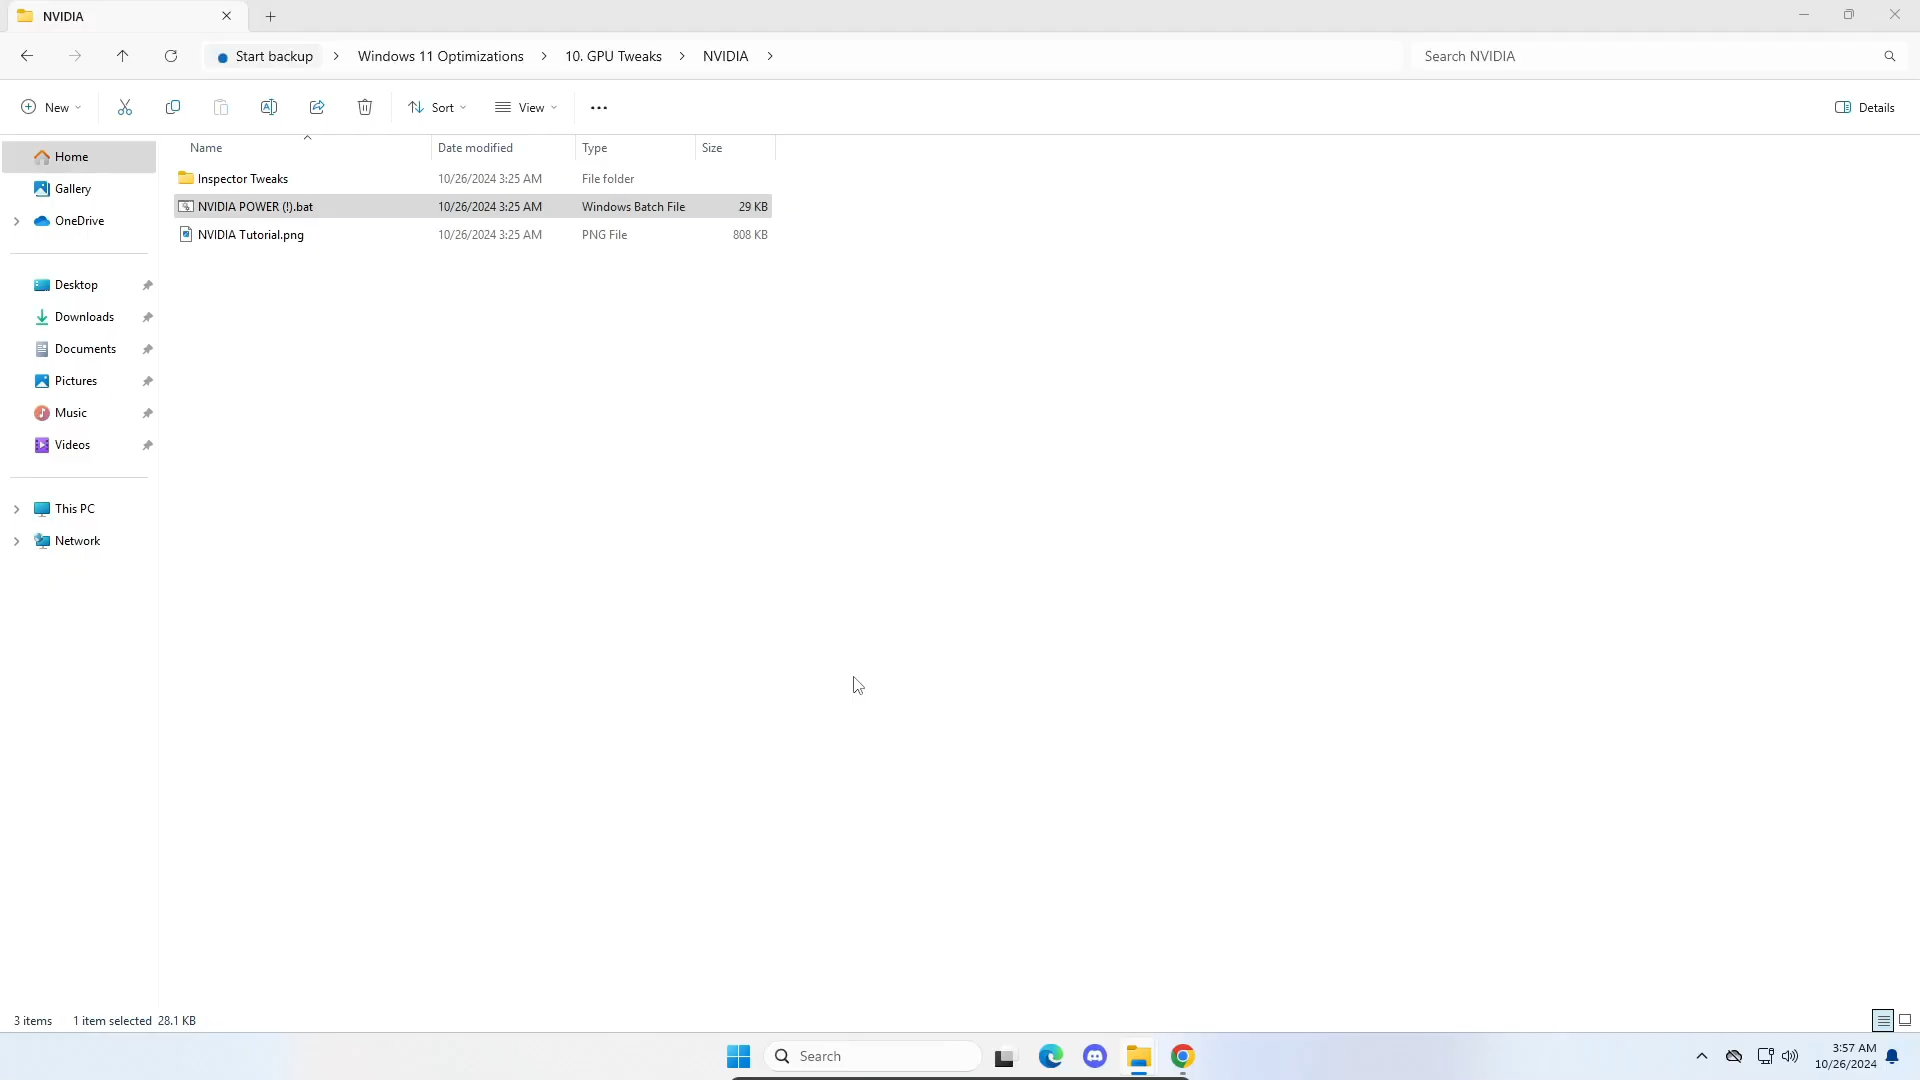 NVIDIA
Start backup > Windows 11 Optimizations > 10. GPU Tweaks > NVIDIA >
Search NVIDIA
New
Sort
View
Details
Name Date modified Type Size
Home
Gallery
OneDrive
Desktop
Downloads
Documents
Pictures
Music
Videos
This PC
Network
Inspector Tweaks 10/26/2024 3:25 AM File folder
NVIDIA POWER (!).bat 10/26/2024 3:25 AM Windows Batch File 29 KB
NVIDIA Tutorial.png 10/26/2024 3:25 AM PNG File 808 KB
3 items 1 item selected 28.1 KB
Search
3:57 AM
10/26/2024